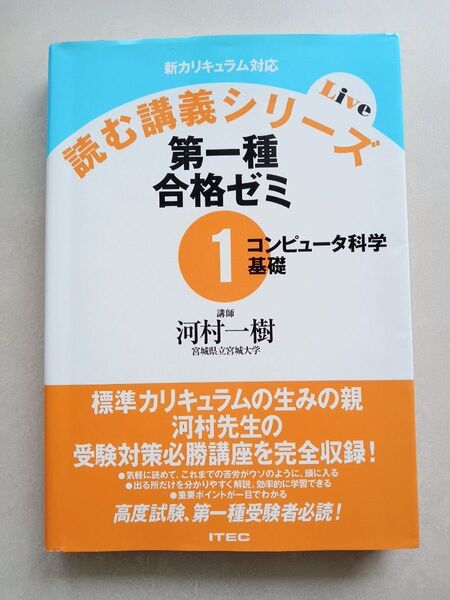 新カリキュラム対応
Live
読む講義シリーズ
第一種
合格ゼミ
1
コンピュータ科学
基礎
講師
河村一樹
宮城県立宮城大学
標準カリキュラムの生みの親
河村先生の
受験対策必勝講座を完全収録！
●気軽に読めて、これまでの苦労がウソのように、頭に入る
●出る所だけを分かりやすく解説、効率的に学習できる
●重要ポイントが一目でわかる
高度試験、第一種受験者必読！
ITEC